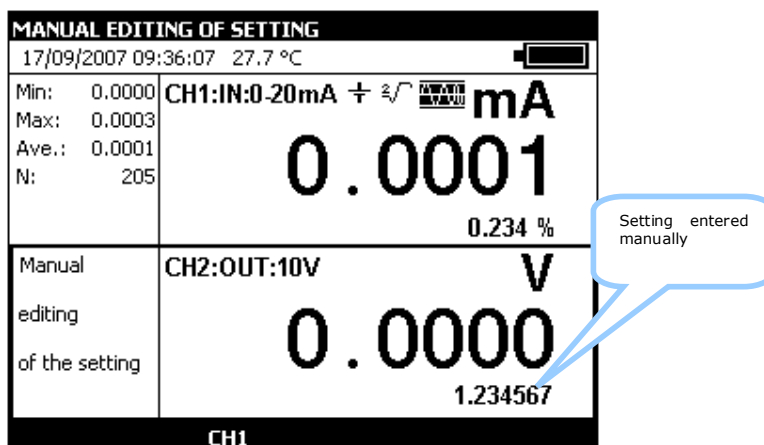 MANUAL EDITING OF SETTING
17/09/2007 09:36:07 27.7 °C
Min: 0.0000
Max: 0.0003
Ave.: 0.0001
N: 205
CH1:IN:0-20mA mA
0.0001
0.234 %
Manual
editing
of the setting
CH2:OUT:10V V
0.0000
1.234567
CH1
Setting entered
manually